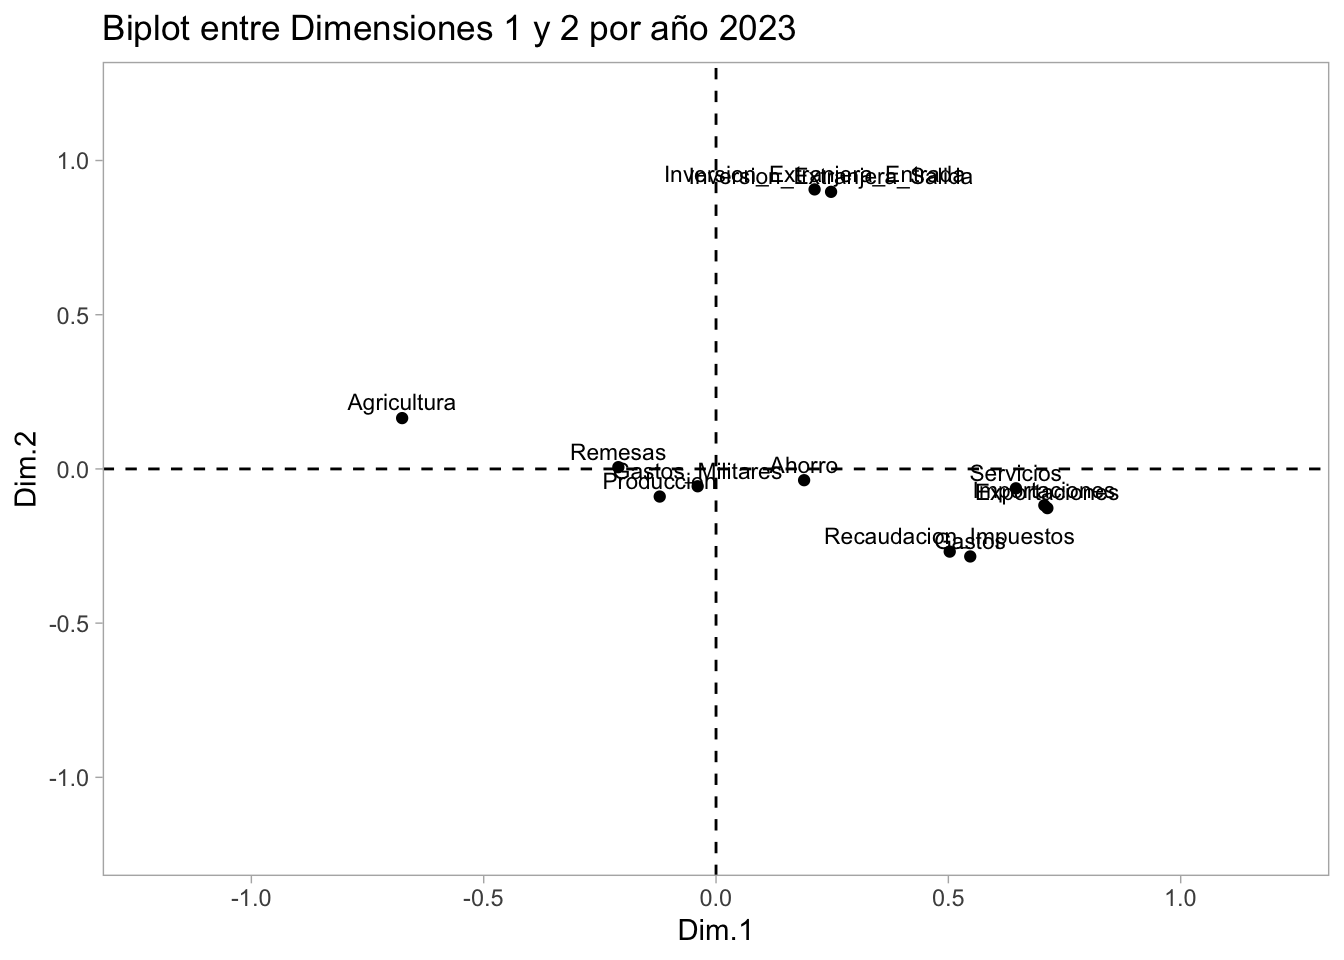 Biplot entre Dimensiones 1 y 2 por año 2023
Dim.2
1.0
0.5
0.0
-0.5
-1.0
Inversion_Extranjera_Entrada
Inversion_Extranjera_Salida
Agricultura
Remesas
Gastos_Militares
Produccion
Ahorro
Servicios
Importaciones
Exportaciones
Recaudacion_Impuestos
Gastos
-1.0
-0.5
0.0
0.5
1.0
Dim.1